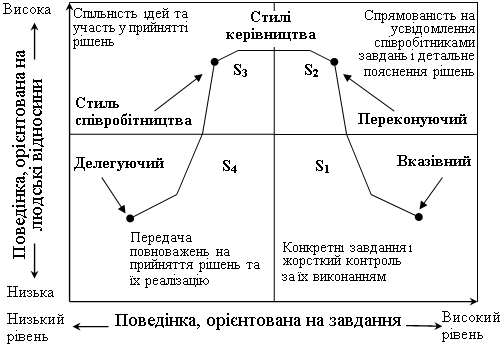 Висока
Спільність ідей та
участь у прийнятті
рішень
Стилі
керівництва
Спрямованість на
усвідомлення
співробітниками
завдань і детальне
пояснення рішень
S3
S2
Стиль
співробітництва
Переконуючий
Поведінка, орієнтована на
людські відносини
Делегуючий
S4
S1
Вказівний
Передача
повноважень на
прийняття рішень та
їх реалізацію
Конкретні завдання і
жорсткий контроль
за їх виконанням
Низька
Низький
рівень
Поведінка, орієнтована на завдання
Високий
рівень